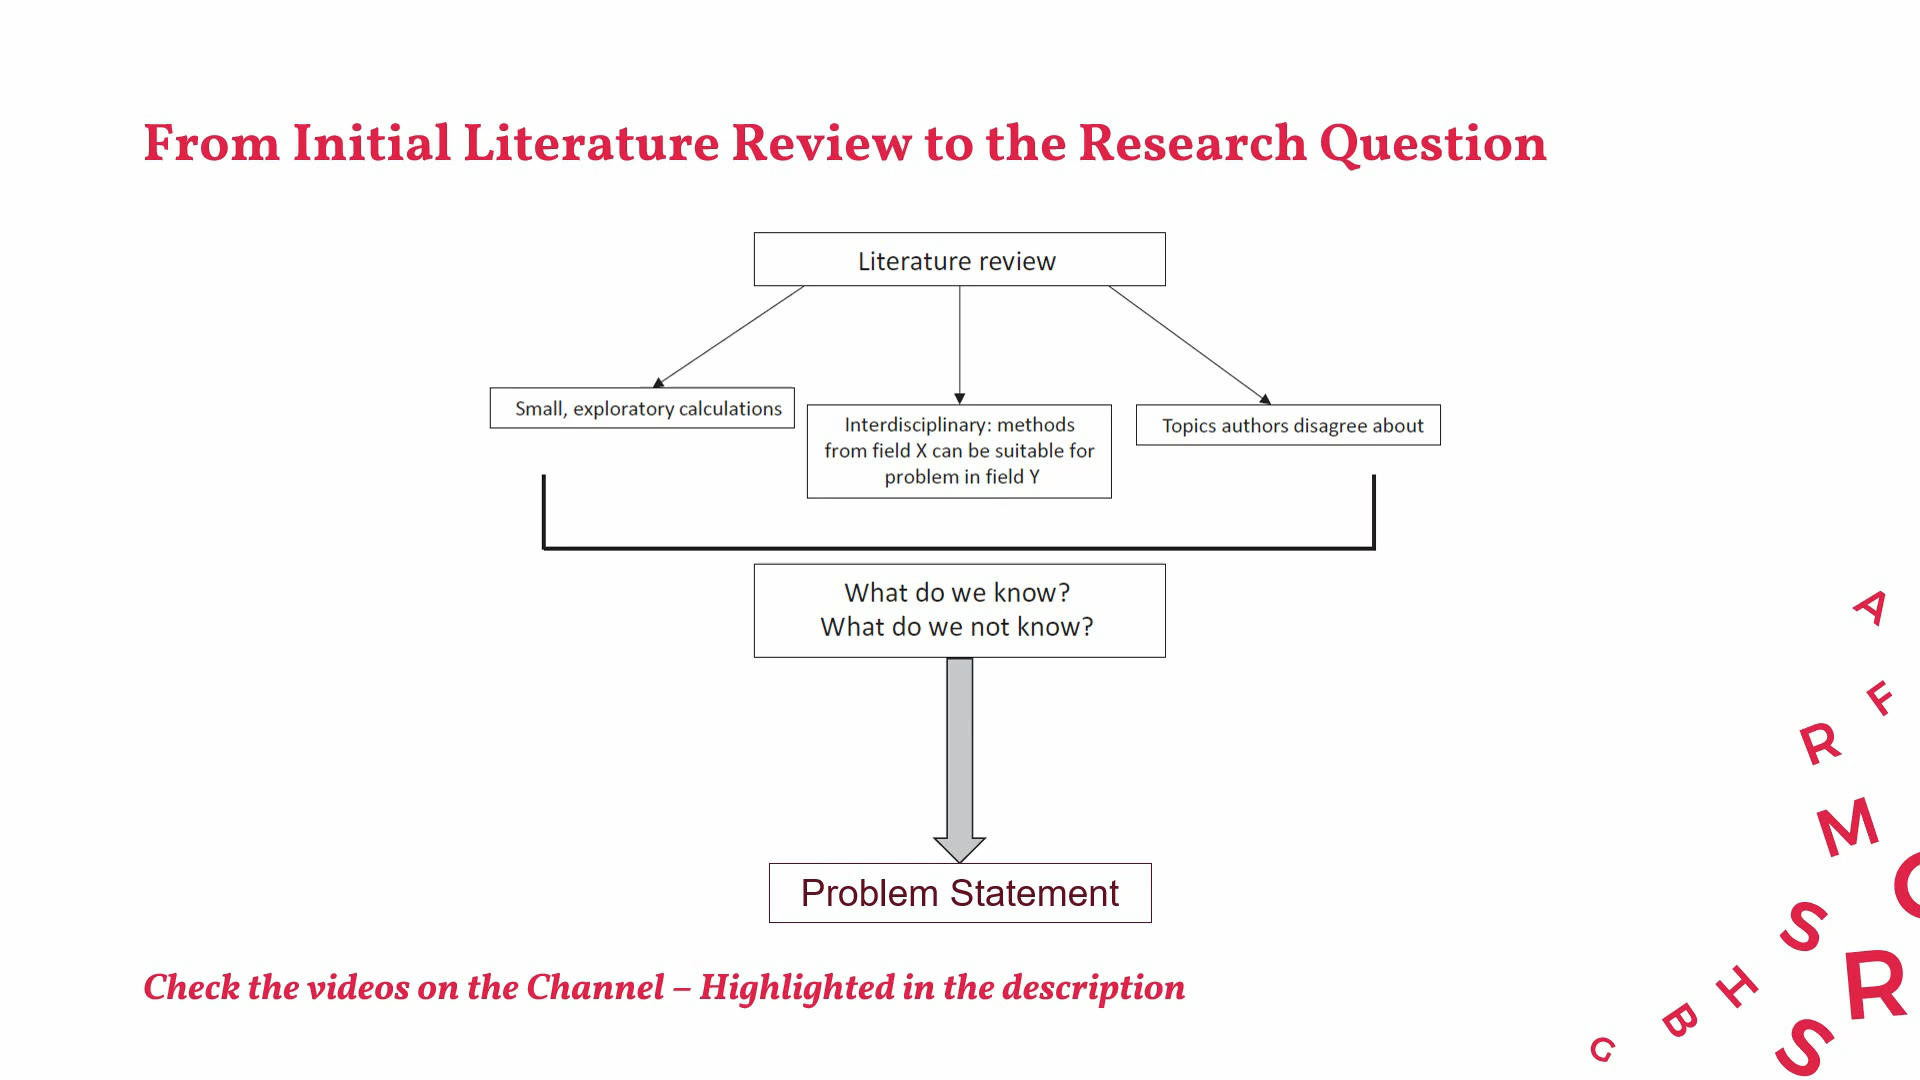 From Initial Literature Review to the Research Question
Literature review
Small, exploratory calculations
Interdisciplinary: methods
from field X can be suitable for
problem in field Y
Topics authors disagree about
What do we know?
What do we not know?
Problem Statement
Check the videos on the Channel – Highlighted in the description
A
F
R
M
S
R
H
B
S
C